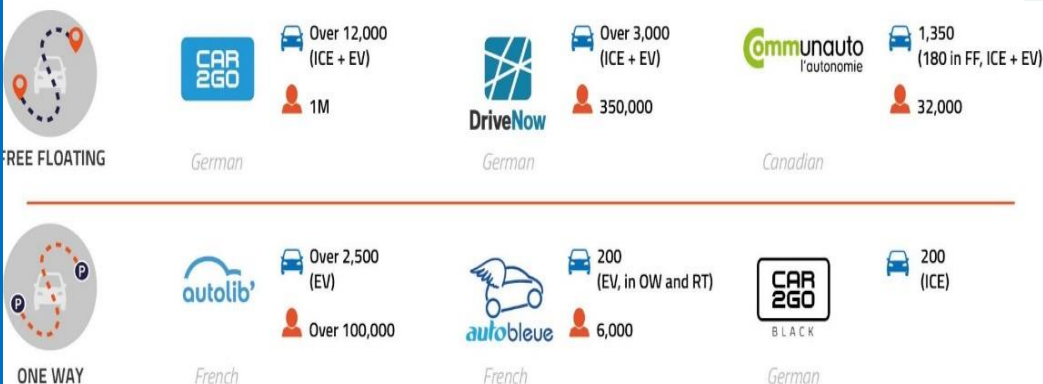 CAR
2GO
Over 12,000
(ICE + EV)
1M
German
DriveNow
Over 3,000
(ICE + EV)
350,000
German
Communauto
l'autonomie
1,350
(180 in FF, ICE + EV)
32,000
Canadian
FREE FLOATING
autolib'
Over 2,500
(EV)
Over 100,000
French
autobleue
200
(EV, in OW and RT)
6,000
French
CAR
2GO
BLACK
200
(ICE)
German
P
P
ONE WAY